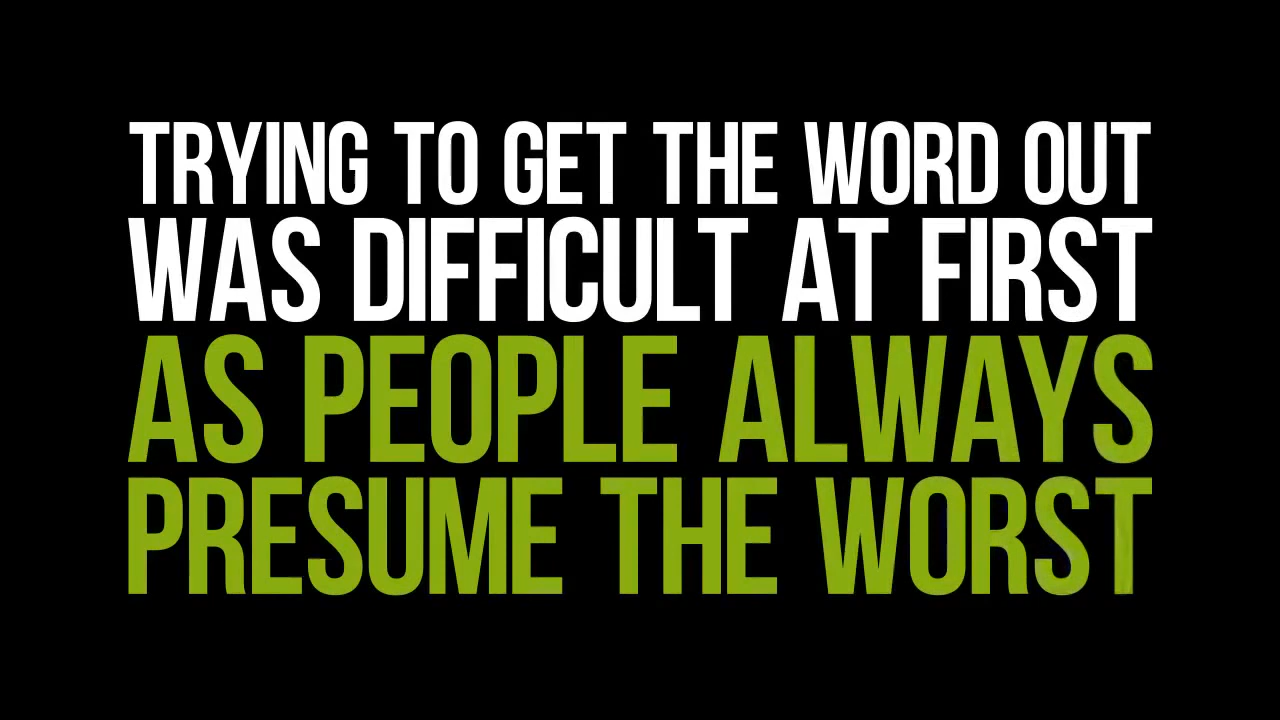 TRYING TO GET THE WORD OUT
WAS DIFFICULT AT FIRST
AS PEOPLE ALWAYS
PRESUME THE WORST